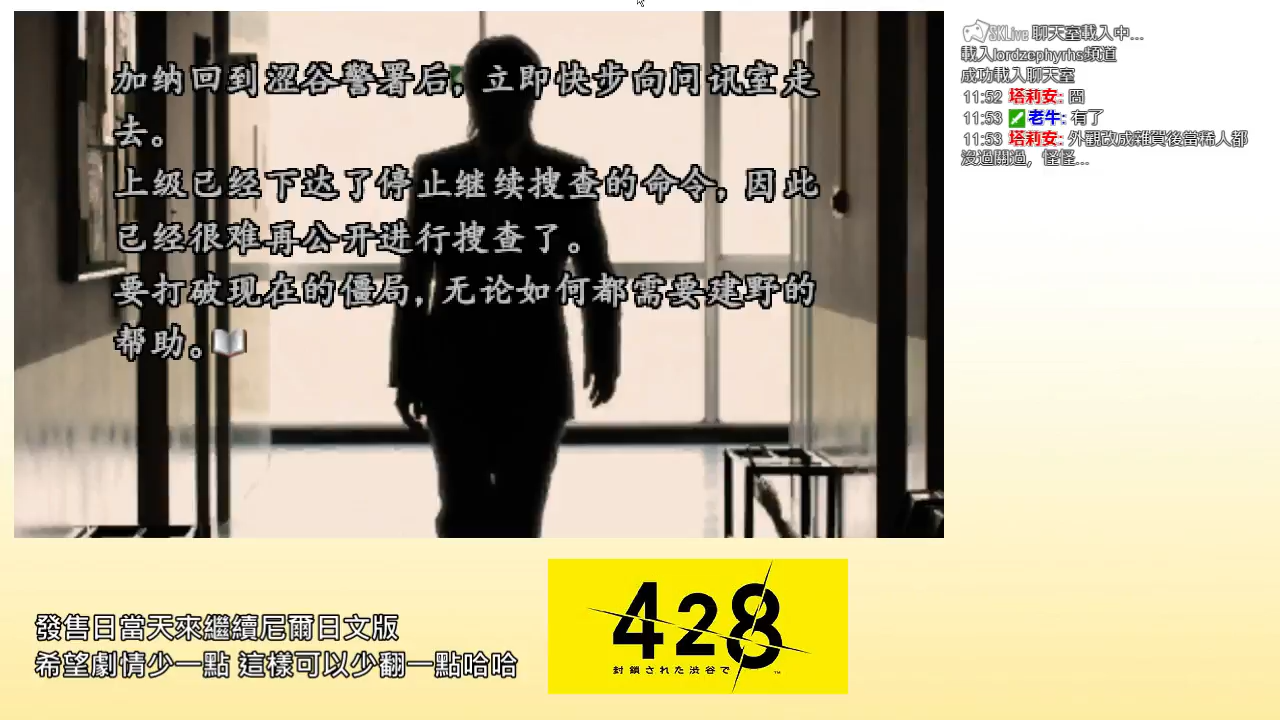 加纳回到涩谷警署后，立即快步向问讯室走
去。
上级已经下达了停止继续搜查的命令，因此
已经很难再公开进行搜查了。
要打破现在的僵局，无论如何都需要建野的
帮助。
SKLive 聊天室載入中...
載入lordzephyrhs頻道
成功載入聊天室
11:52 塔莉安: 悶
11:53 老牛: 有了
11:53 塔莉安: 外觀改成雜貨後當稀人都
沒過關過，怪怪...
發售日當天來繼續尼爾日文版
希望劇情少一點 這樣可以少翻一點哈哈
428
封鎖された渋谷で